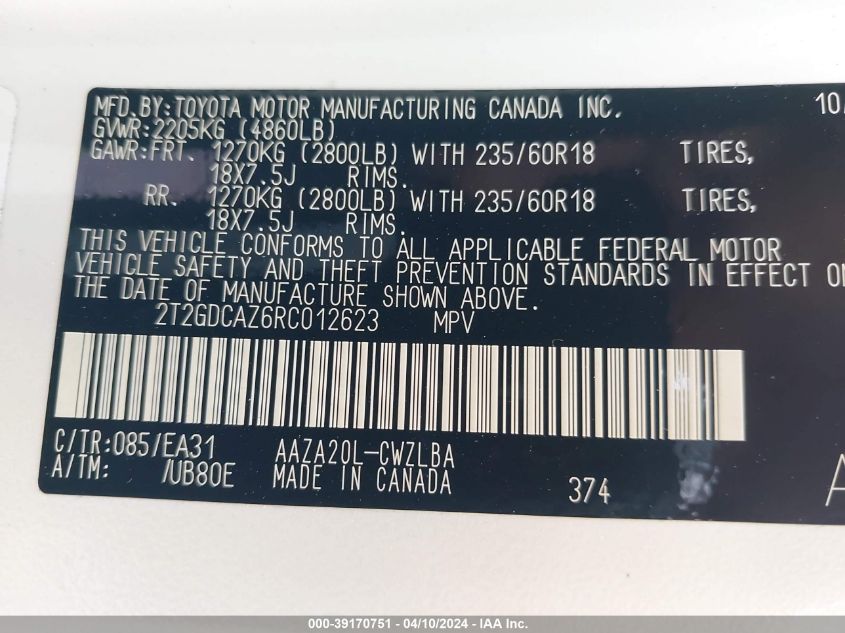 MFD.BY:TOYOTA MOTOR MANUFACTURING CANADA INC. 10/
GVWR:2205KG (4860LB)
GAWR:FRT. 1270KG (2800LB) WITH 235/60R18 TIRES,
18X7.5J RIMS.
RR. 1270KG (2800LB) WITH 235/60R18 TIRES,
18X7.5J RIMS.
THIS VEHICLE CONFORMS TO ALL APPLICABLE FEDERAL MOTOR
VEHICLE SAFETY AND THEFT PREVENTION STANDARDS IN EFFECT ON
THE DATE OF MANUFACTURE SHOWN ABOVE.
2T2GDCAZ6RC012623 MPV
C/TR:085/EA31 AAZA20L-CWZLBA
A/TM: /UB80E MADE IN CANADA 374 A
000-39170751 - 04/10/2024 - IAA Inc.